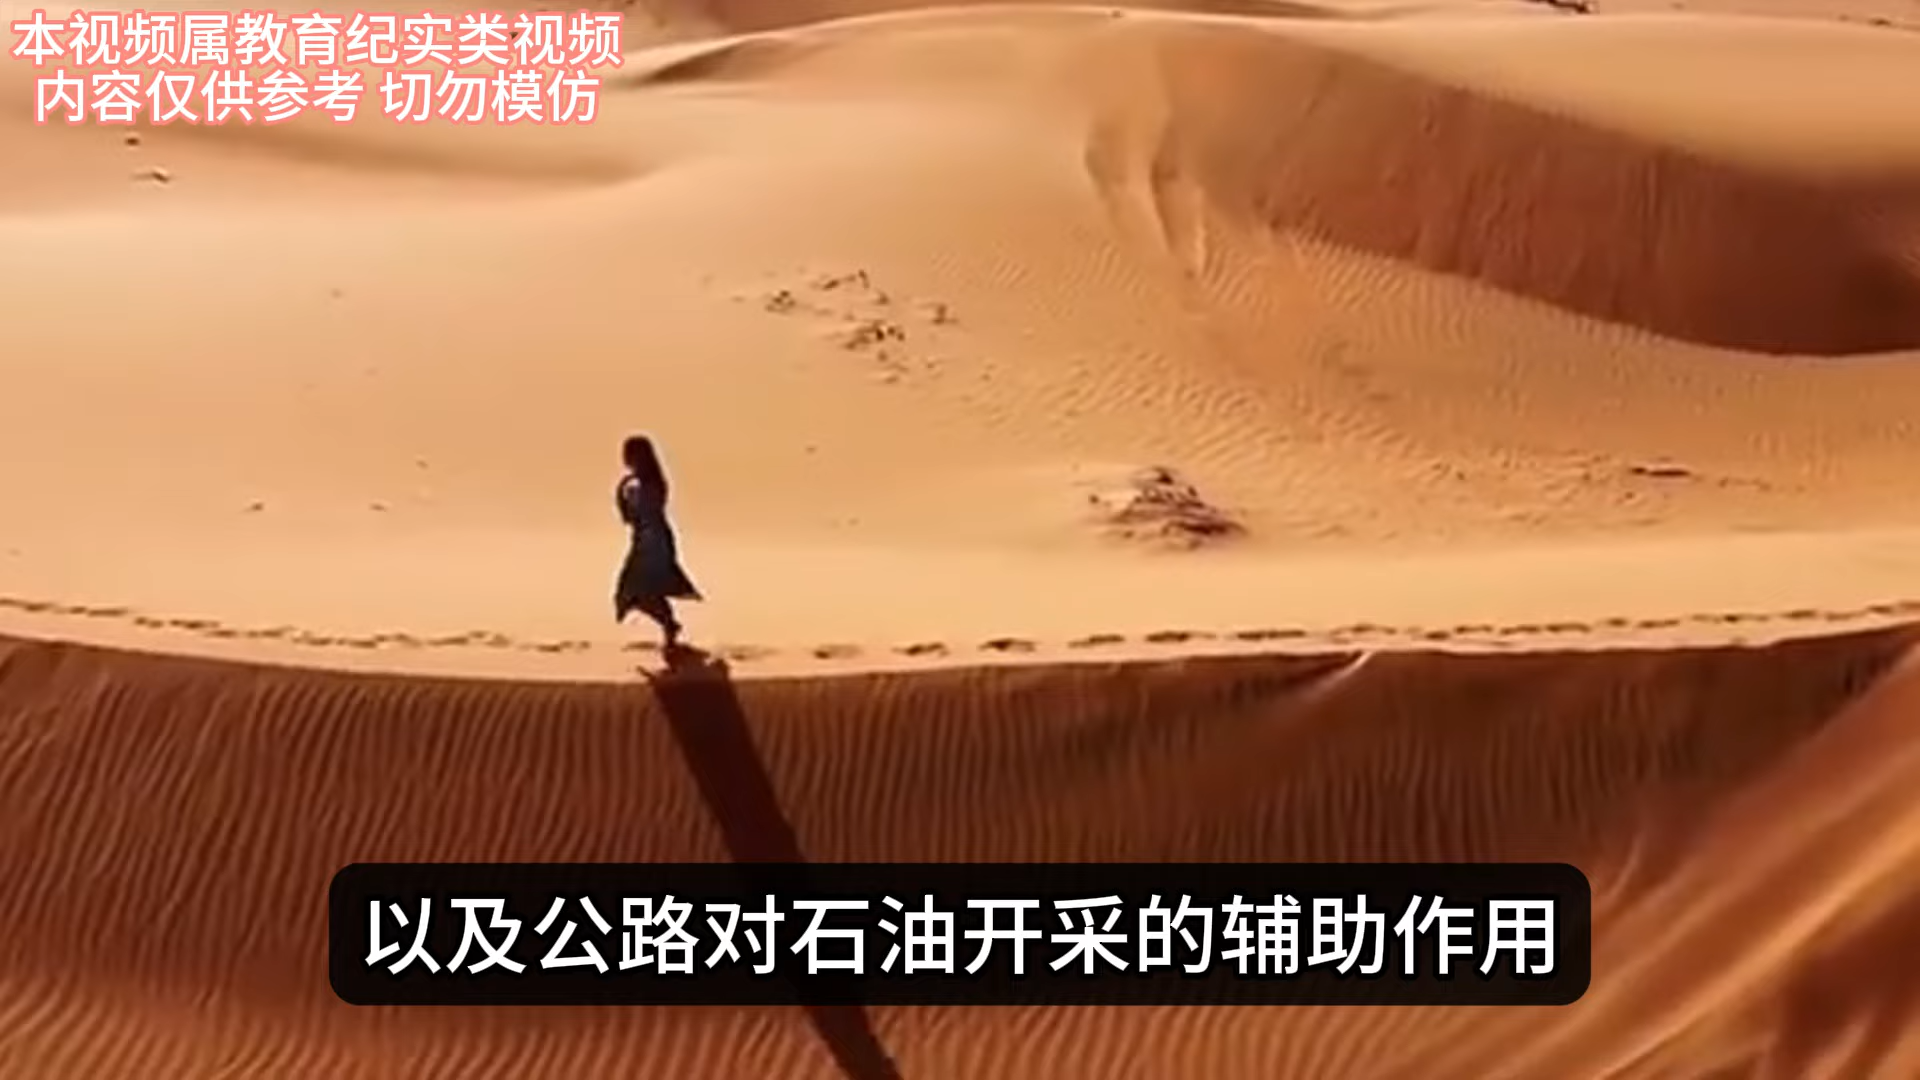 本视频属教育纪实类视频
内容仅供参考 切勿模仿
以及公路对石油开采的辅助作用